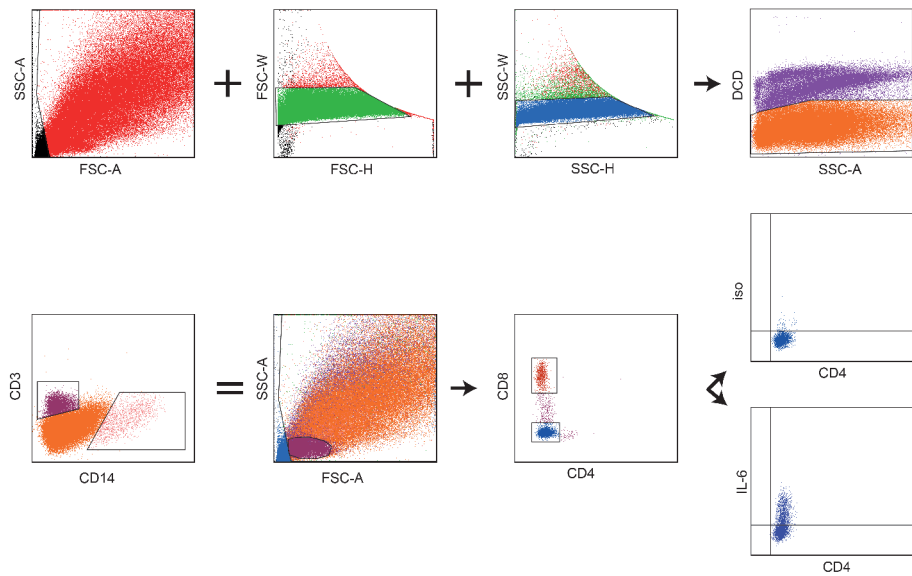 SSC-A
FSC-A
+
FSC-W
FSC-H
+
SSC-W
SSC-H
DCD
SSC-A
CD3
CD14
=
SSC-A
FSC-A
CD8
CD4
iso
CD4
IL-6
CD4